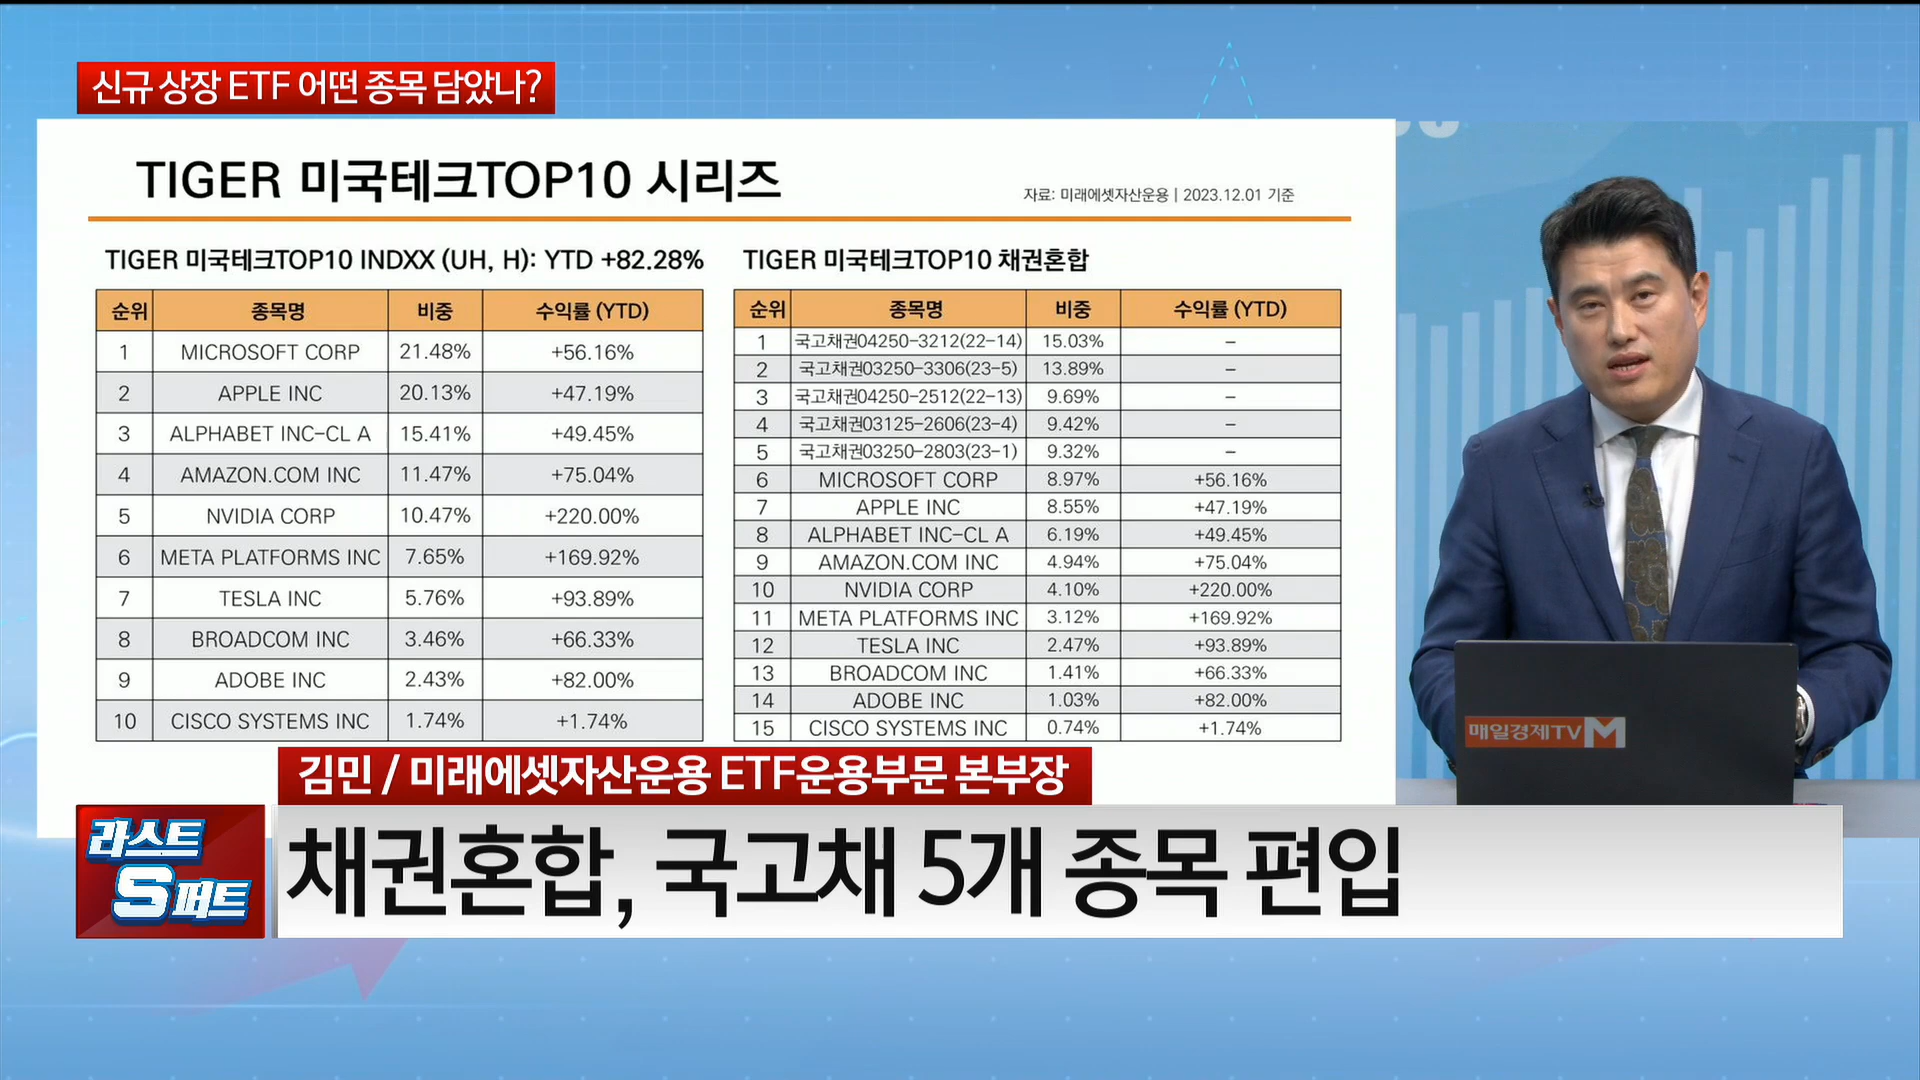 신규 상장 ETF 어떤 종목 담았나?
TIGER 미국테크TOP10 시리즈
자료: 미래에셋자산운용 | 2023.12.01 기준
TIGER 미국테크TOP10 INDXX (UH, H): YTD +82.28%
순위 종목명 비중 수익률 (YTD)
1 MICROSOFT CORP 21.48% +56.16%
2 APPLE INC 20.13% +47.19%
3 ALPHABET INC-CL A 15.41% +49.45%
4 AMAZON.COM INC 11.47% +75.04%
5 NVIDIA CORP 10.47% +220.00%
6 META PLATFORMS INC 7.65% +169.92%
7 TESLA INC 5.76% +93.89%
8 BROADCOM INC 3.46% +66.33%
9 ADOBE INC 2.43% +82.00%
10 CISCO SYSTEMS INC 1.74% +1.74%
TIGER 미국테크TOP10 채권혼합
순위 종목명 비중 수익률 (YTD)
1 국고채권04250-3212(22-14) 15.03% -
2 국고채권03250-3306(23-5) 13.89% -
3 국고채권04250-2512(22-13) 9.69% -
4 국고채권03125-2606(23-4) 9.42% -
5 국고채권03250-2803(23-1) 9.32% -
6 MICROSOFT CORP 8.97% +56.16%
7 APPLE INC 8.55% +47.19%
8 ALPHABET INC-CL A 6.19% +49.45%
9 AMAZON.COM INC 4.94% +75.04%
10 NVIDIA CORP 4.10% +220.00%
11 META PLATFORMS INC 3.12% +169.92%
12 TESLA INC 2.47% +93.89%
13 BROADCOM INC 1.41% +66.33%
14 ADOBE INC 1.03% +82.00%
15 CISCO SYSTEMS INC 0.74% +1.74%
매일경제TV M
김민 / 미래에셋자산운용 ETF운용부문 본부장
라스트
S퍼트
채권혼합, 국고채 5개 종목 편입